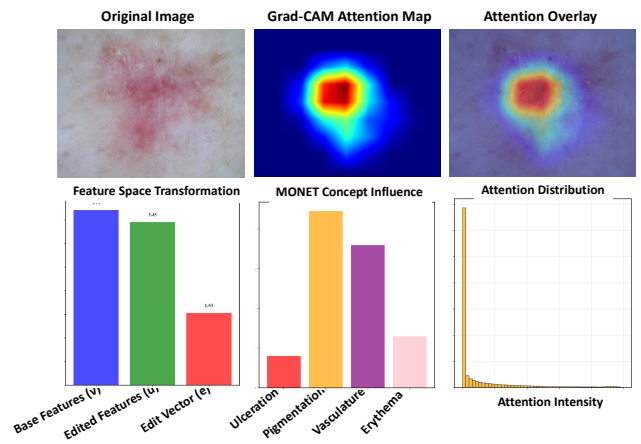 Original Image
Grad-CAM Attention Map
Attention Overlay
Feature Space Transformation
MONET Concept Influence
Attention Distribution
3.45
1.53
Base Features (v)
Edited Features (u)
Edit Vector (e)
Ulceration
Pigmentation
Vasculature
Erythema
Attention Intensity